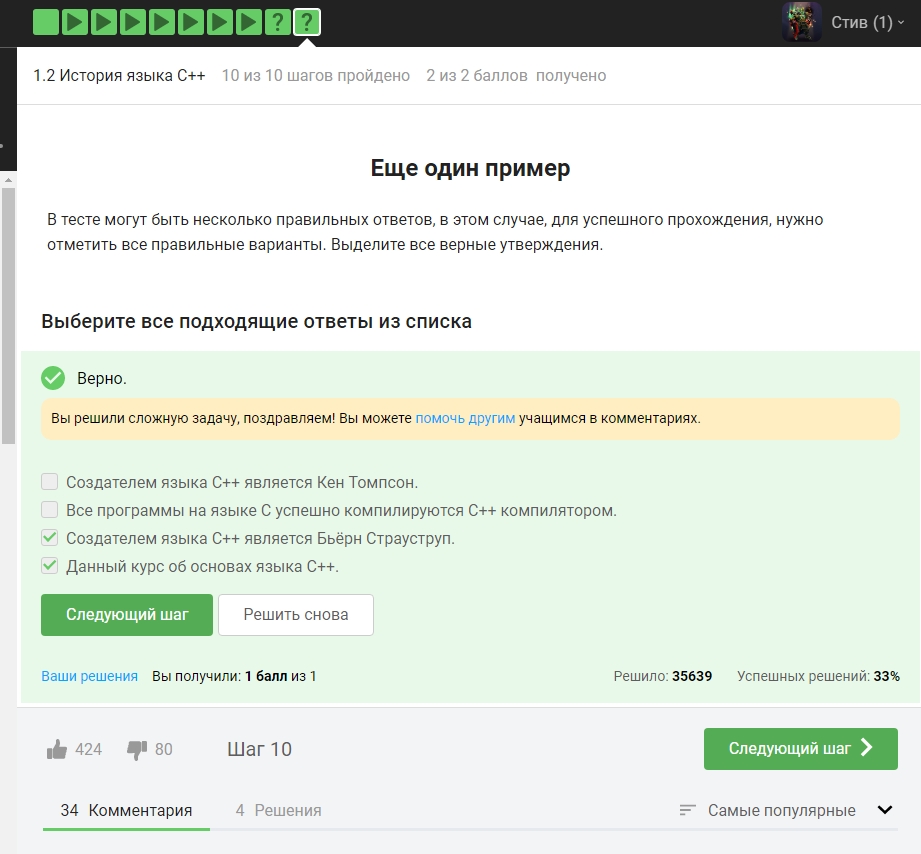 ? ?
Стив (1)
1.2 История языка C++ 10 из 10 шагов пройдено 2 из 2 баллов получено
Еще один пример
В тесте могут быть несколько правильных ответов, в этом случае, для успешного прохождения, нужно
отметить все правильные варианты. Выделите все верные утверждения.
Выберите все подходящие ответы из списка
Верно.
Вы решили сложную задачу, поздравляем! Вы можете помочь другим учащимся в комментариях.
Создателем языка C++ является Кен Томпсон.
Все программы на языке C успешно компилируются C++ компилятором.
Создателем языка C++ является Бьёрн Страуструп.
Данный курс об основах языка C++.
Следующий шаг Решить снова
Ваши решения Вы получили: 1 балл из 1 Решило: 35639 Успешных решений: 33%
424 80 Шаг 10 Следующий шаг
34 Комментария 4 Решения Самые популярные